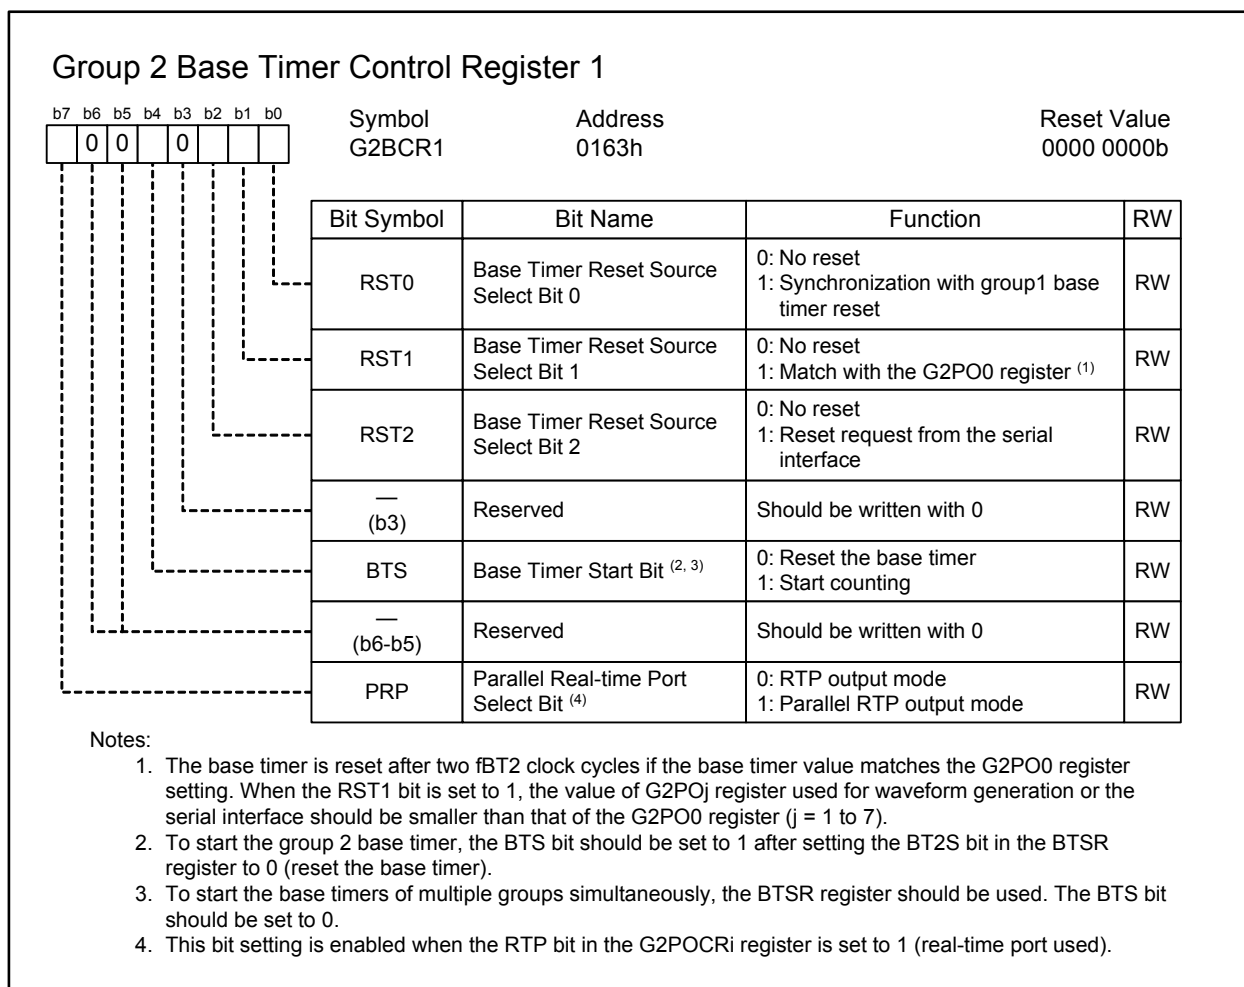 Group 2 Base Timer Control Register 1
b7 b6 b5 b4 b3 b2 b1 b0
0 0 0
Symbol Address Reset Value
G2BCR1 0163h 0000 0000b
Bit Symbol Bit Name Function RW
RST0 Base Timer Reset Source Select Bit 0 0: No reset
1: Synchronization with group1 base timer reset RW
RST1 Base Timer Reset Source Select Bit 1 0: No reset
1: Match with the G2PO0 register (1) RW
RST2 Base Timer Reset Source Select Bit 2 0: No reset
1: Reset request from the serial interface RW
— (b3) Reserved Should be written with 0 RW
BTS Base Timer Start Bit (2, 3) 0: Reset the base timer
1: Start counting RW
— (b6-b5) Reserved Should be written with 0 RW
PRP Parallel Real-time Port Select Bit (4) 0: RTP output mode
1: Parallel RTP output mode RW
Notes:
1. The base timer is reset after two fBT2 clock cycles if the base timer value matches the G2PO0 register
setting. When the RST1 bit is set to 1, the value of G2POj register used for waveform generation or the
serial interface should be smaller than that of the G2PO0 register (j = 1 to 7).
2. To start the group 2 base timer, the BTS bit should be set to 1 after setting the BT2S bit in the BTSR
register to 0 (reset the base timer).
3. To start the base timers of multiple groups simultaneously, the BTSR register should be used. The BTS bit
should be set to 0.
4. This bit setting is enabled when the RTP bit in the G2POCRi register is set to 1 (real-time port used).